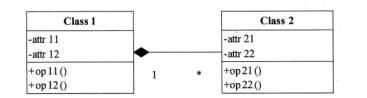 Class 1
-attr 11
-attr 12
+op11()
+op12()
1 *
Class 2
-attr 21
-attr 22
+op21()
+op22()